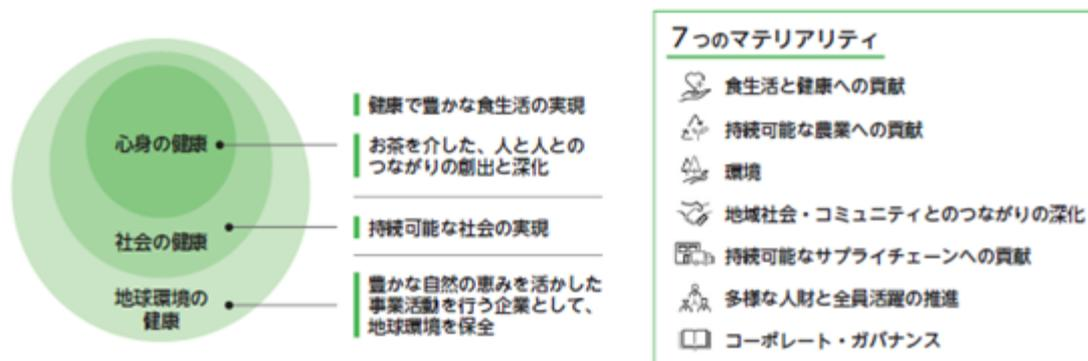 心身の健康
社会の健康
地球環境の
健康
健康で豊かな食生活の実現
お茶を介した、人と人との
つながりの創出と深化
持続可能な社会の実現
豊かな自然の恵みを活かした
事業活動を行う企業として、
地球環境を保全
7つのマテリアリティ
食生活と健康への貢献
持続可能な農業への貢献
環境
地域社会・コミュニティとのつながりの深化
持続可能なサプライチェーンへの貢献
多様な人財と全員活躍の推進
コーポレート・ガバナンス